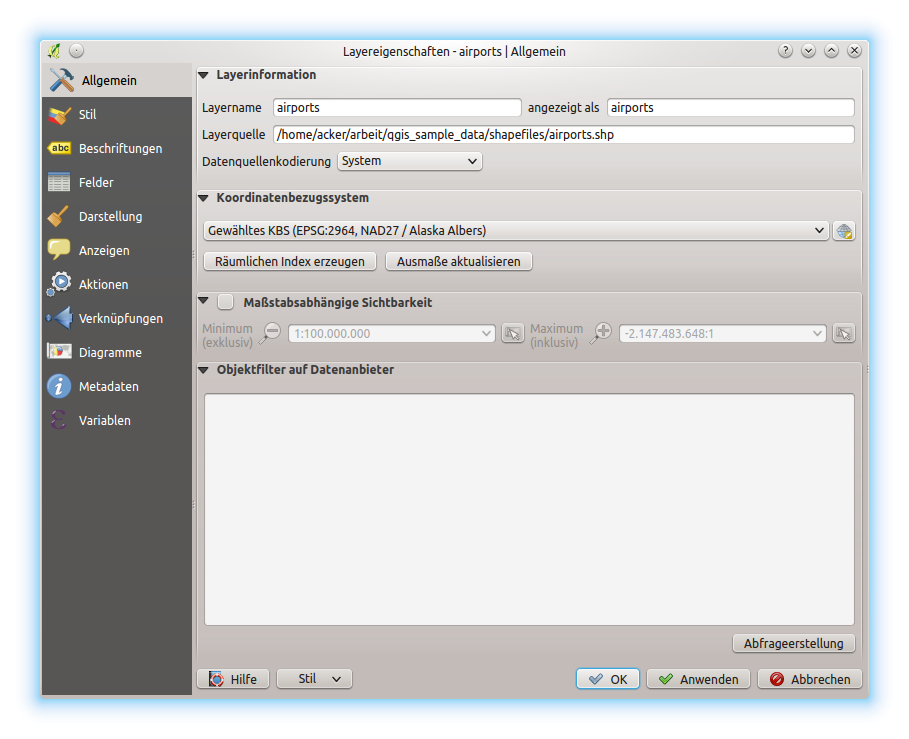 Layereigenschaften - airports | Allgemein
Allgemein
Stil
abc Beschriftungen
Felder
Darstellung
Anzeigen
Aktionen
Verknüpfungen
Diagramme
Metadaten
Variablen
Layerinformation
Layername airports angezeigt als airports
Layerquelle /home/acker/arbeit/qgis_sample_data/shapefiles/airports.shp
Datenquellenkodierung System
Koordinatenbezugssystem
Gewähltes KBS (EPSG:2964, NAD27 / Alaska Albers)
Räumlichen Index erzeugen Ausmaße aktualisieren
Maßstabsabhängige Sichtbarkeit
Minimum (exklusiv) 1:100.000.000 Maximum (inklusiv) -2.147.483.648:1
Objektfilter auf Datenanbieter
Abfrageerstellung
Hilfe Stil OK Anwenden Abbrechen